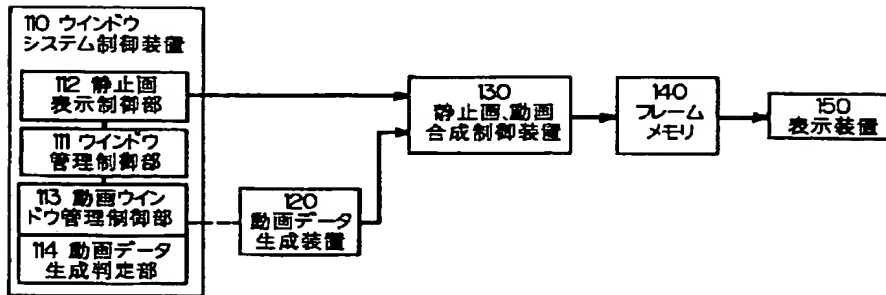 110 ウインドウ
システム制御装置
112 静止画
表示制御部
111 ウインドウ
管理制御部
113 動画ウイン
ドウ管理制御部
114 動画データ
生成判定部
120
動画データ
生成装置
130
静止画、動画
合成制御装置
140
フレーム
メモリ
150
表示装置